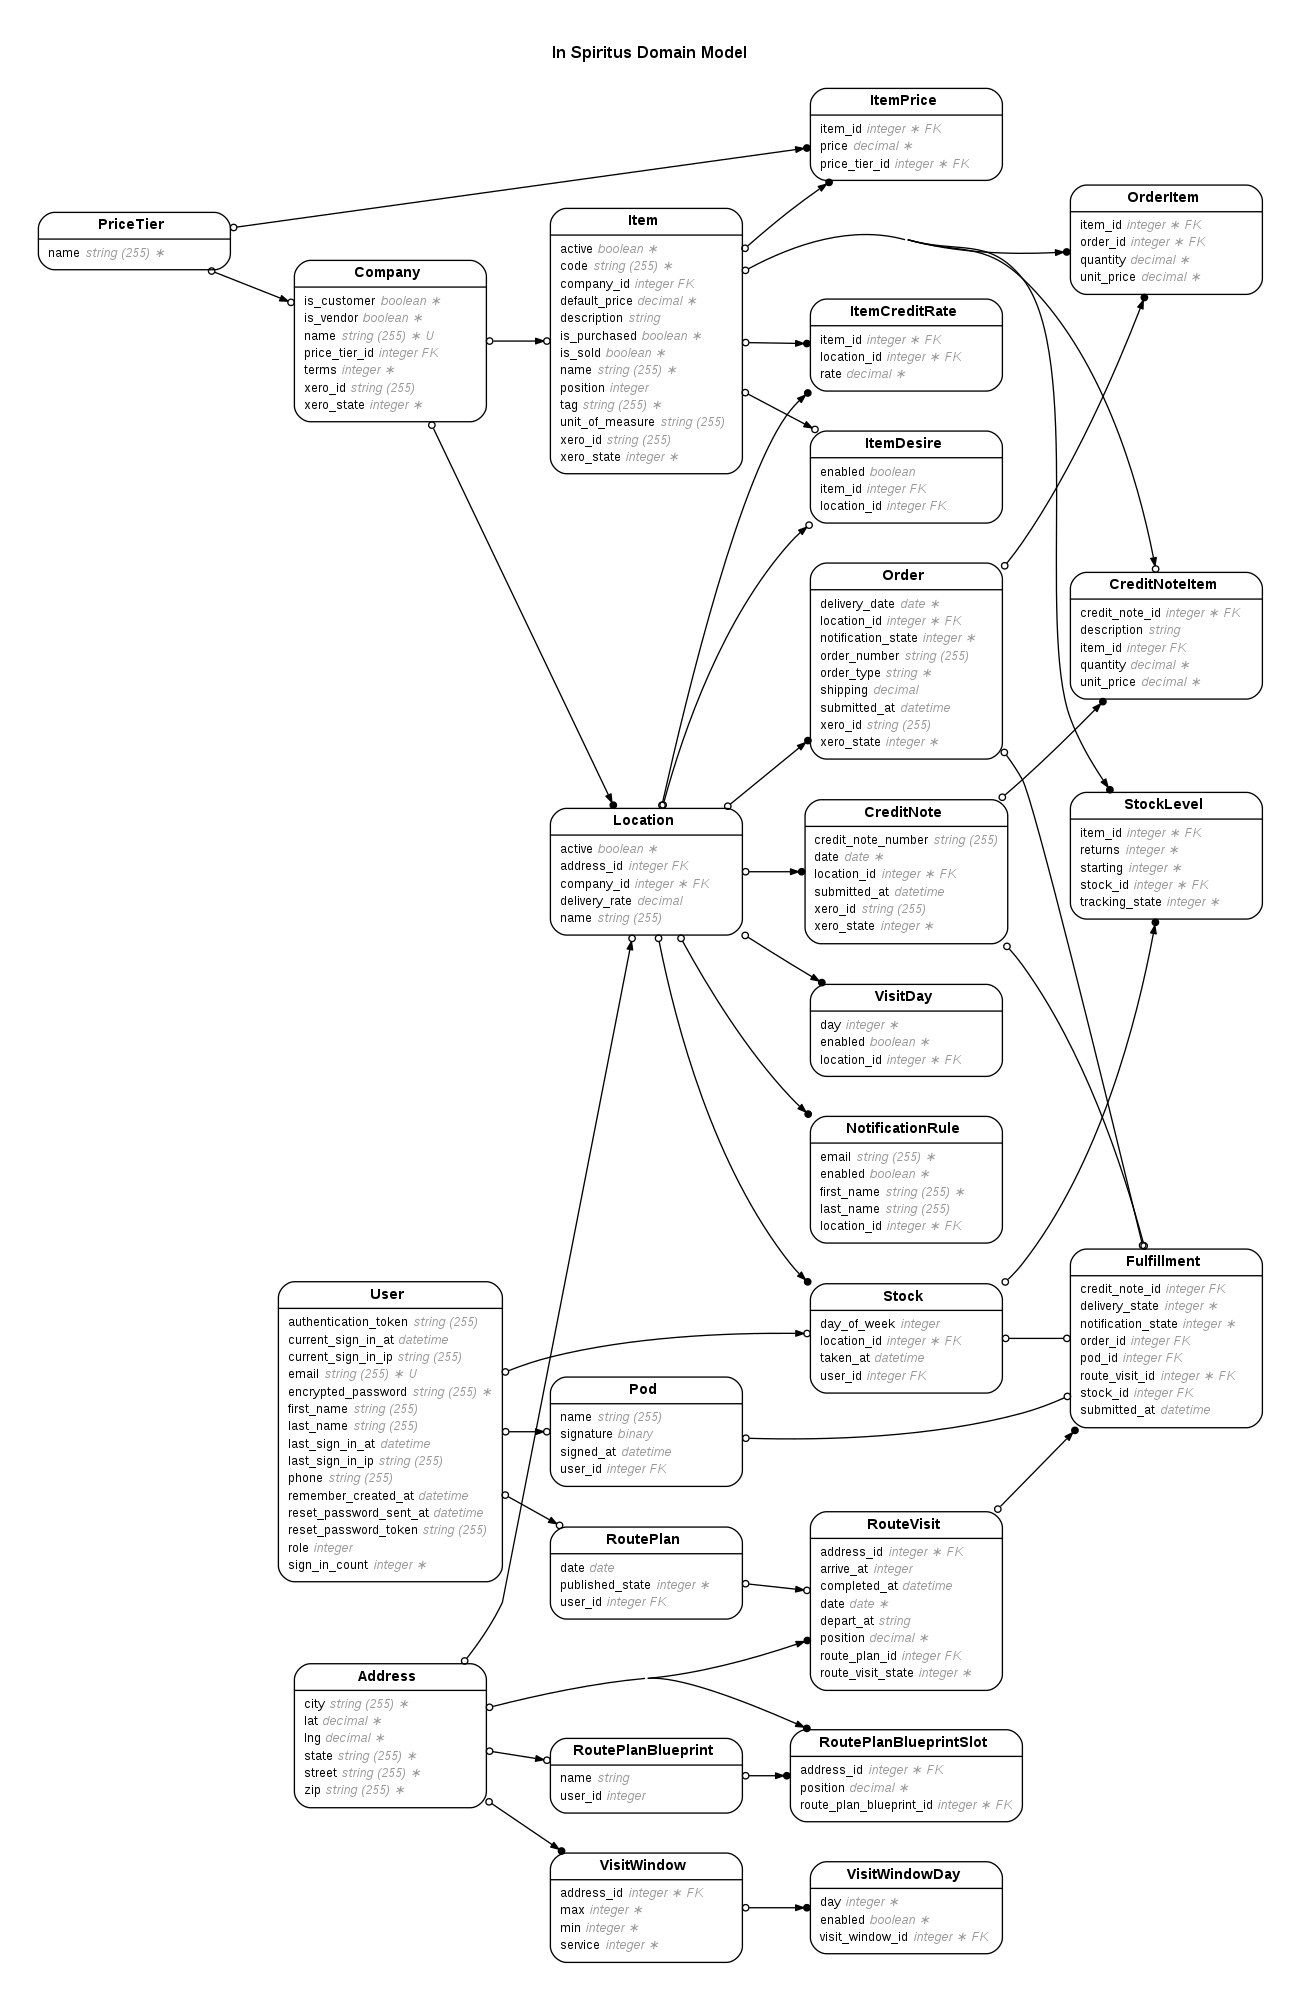 In Spiritus Domain Model
ItemPrice
item_id integer ∗ FK
price decimal ∗
price_tier_id integer ∗ FK
OrderItem
item_id integer ∗ FK
order_id integer ∗ FK
quantity decimal ∗
unit_price decimal ∗
PriceTier
name string (255) ∗
Item
active boolean ∗
code string (255) ∗
company_id integer FK
default_price decimal ∗
description string
is_purchased boolean ∗
is_sold boolean ∗
name string (255) ∗
position integer
tag string (255) ∗
unit_of_measure string (255)
xero_id string (255)
xero_state integer ∗
Company
is_customer boolean ∗
is_vendor boolean ∗
name string (255) ∗ U
price_tier_id integer FK
terms integer ∗
xero_id string (255)
xero_state integer ∗
ItemCreditRate
item_id integer ∗ FK
location_id integer ∗ FK
rate decimal ∗
ItemDesire
enabled boolean
item_id integer FK
location_id integer FK
Order
delivery_date date ∗
location_id integer ∗ FK
notification_state integer ∗
order_number string (255)
order_type string ∗
shipping decimal
submitted_at datetime
xero_id string (255)
xero_state integer ∗
CreditNoteItem
credit_note_id integer ∗ FK
description string
item_id integer FK
quantity decimal ∗
unit_price decimal ∗
Location
active boolean ∗
address_id integer FK
company_id integer ∗ FK
delivery_rate decimal
name string (255)
CreditNote
credit_note_number string (255)
date date ∗
location_id integer ∗ FK
submitted_at datetime
xero_id string (255)
xero_state integer ∗
StockLevel
item_id integer ∗ FK
returns integer ∗
starting integer ∗
stock_id integer ∗ FK
tracking_state integer ∗
VisitDay
day integer ∗
enabled boolean ∗
location_id integer ∗ FK
NotificationRule
email string (255) ∗
enabled boolean ∗
first_name string (255) ∗
last_name string (255)
location_id integer ∗ FK
User
authentication_token string (255)
current_sign_in_at datetime
current_sign_in_ip string (255)
email string (255) ∗ U
encrypted_password string (255) ∗
first_name string (255)
last_name string (255)
last_sign_in_at datetime
last_sign_in_ip string (255)
phone string (255)
remember_created_at datetime
reset_password_sent_at datetime
reset_password_token string (255)
role integer
sign_in_count integer ∗
Stock
day_of_week integer
location_id integer ∗ FK
taken_at datetime
user_id integer FK
Fulfillment
credit_note_id integer FK
delivery_state integer ∗
notification_state integer ∗
order_id integer FK
pod_id integer FK
route_visit_id integer ∗ FK
stock_id integer FK
submitted_at datetime
Pod
name string (255)
signature binary
signed_at datetime
user_id integer FK
RoutePlan
date date
published_state integer ∗
user_id integer FK
RouteVisit
address_id integer ∗ FK
arrive_at integer
completed_at datetime
date date ∗
depart_at string
position decimal ∗
route_plan_id integer FK
route_visit_state integer ∗
Address
city string (255) ∗
lat decimal ∗
lng decimal ∗
state string (255) ∗
street string (255) ∗
zip string (255) ∗
RoutePlanBlueprint
name string
user_id integer
RoutePlanBlueprintSlot
address_id integer ∗ FK
position decimal ∗
route_plan_blueprint_id integer ∗ FK
VisitWindow
address_id integer ∗ FK
max integer ∗
min integer ∗
service integer ∗
VisitWindowDay
day integer ∗
enabled boolean ∗
visit_window_id integer ∗ FK